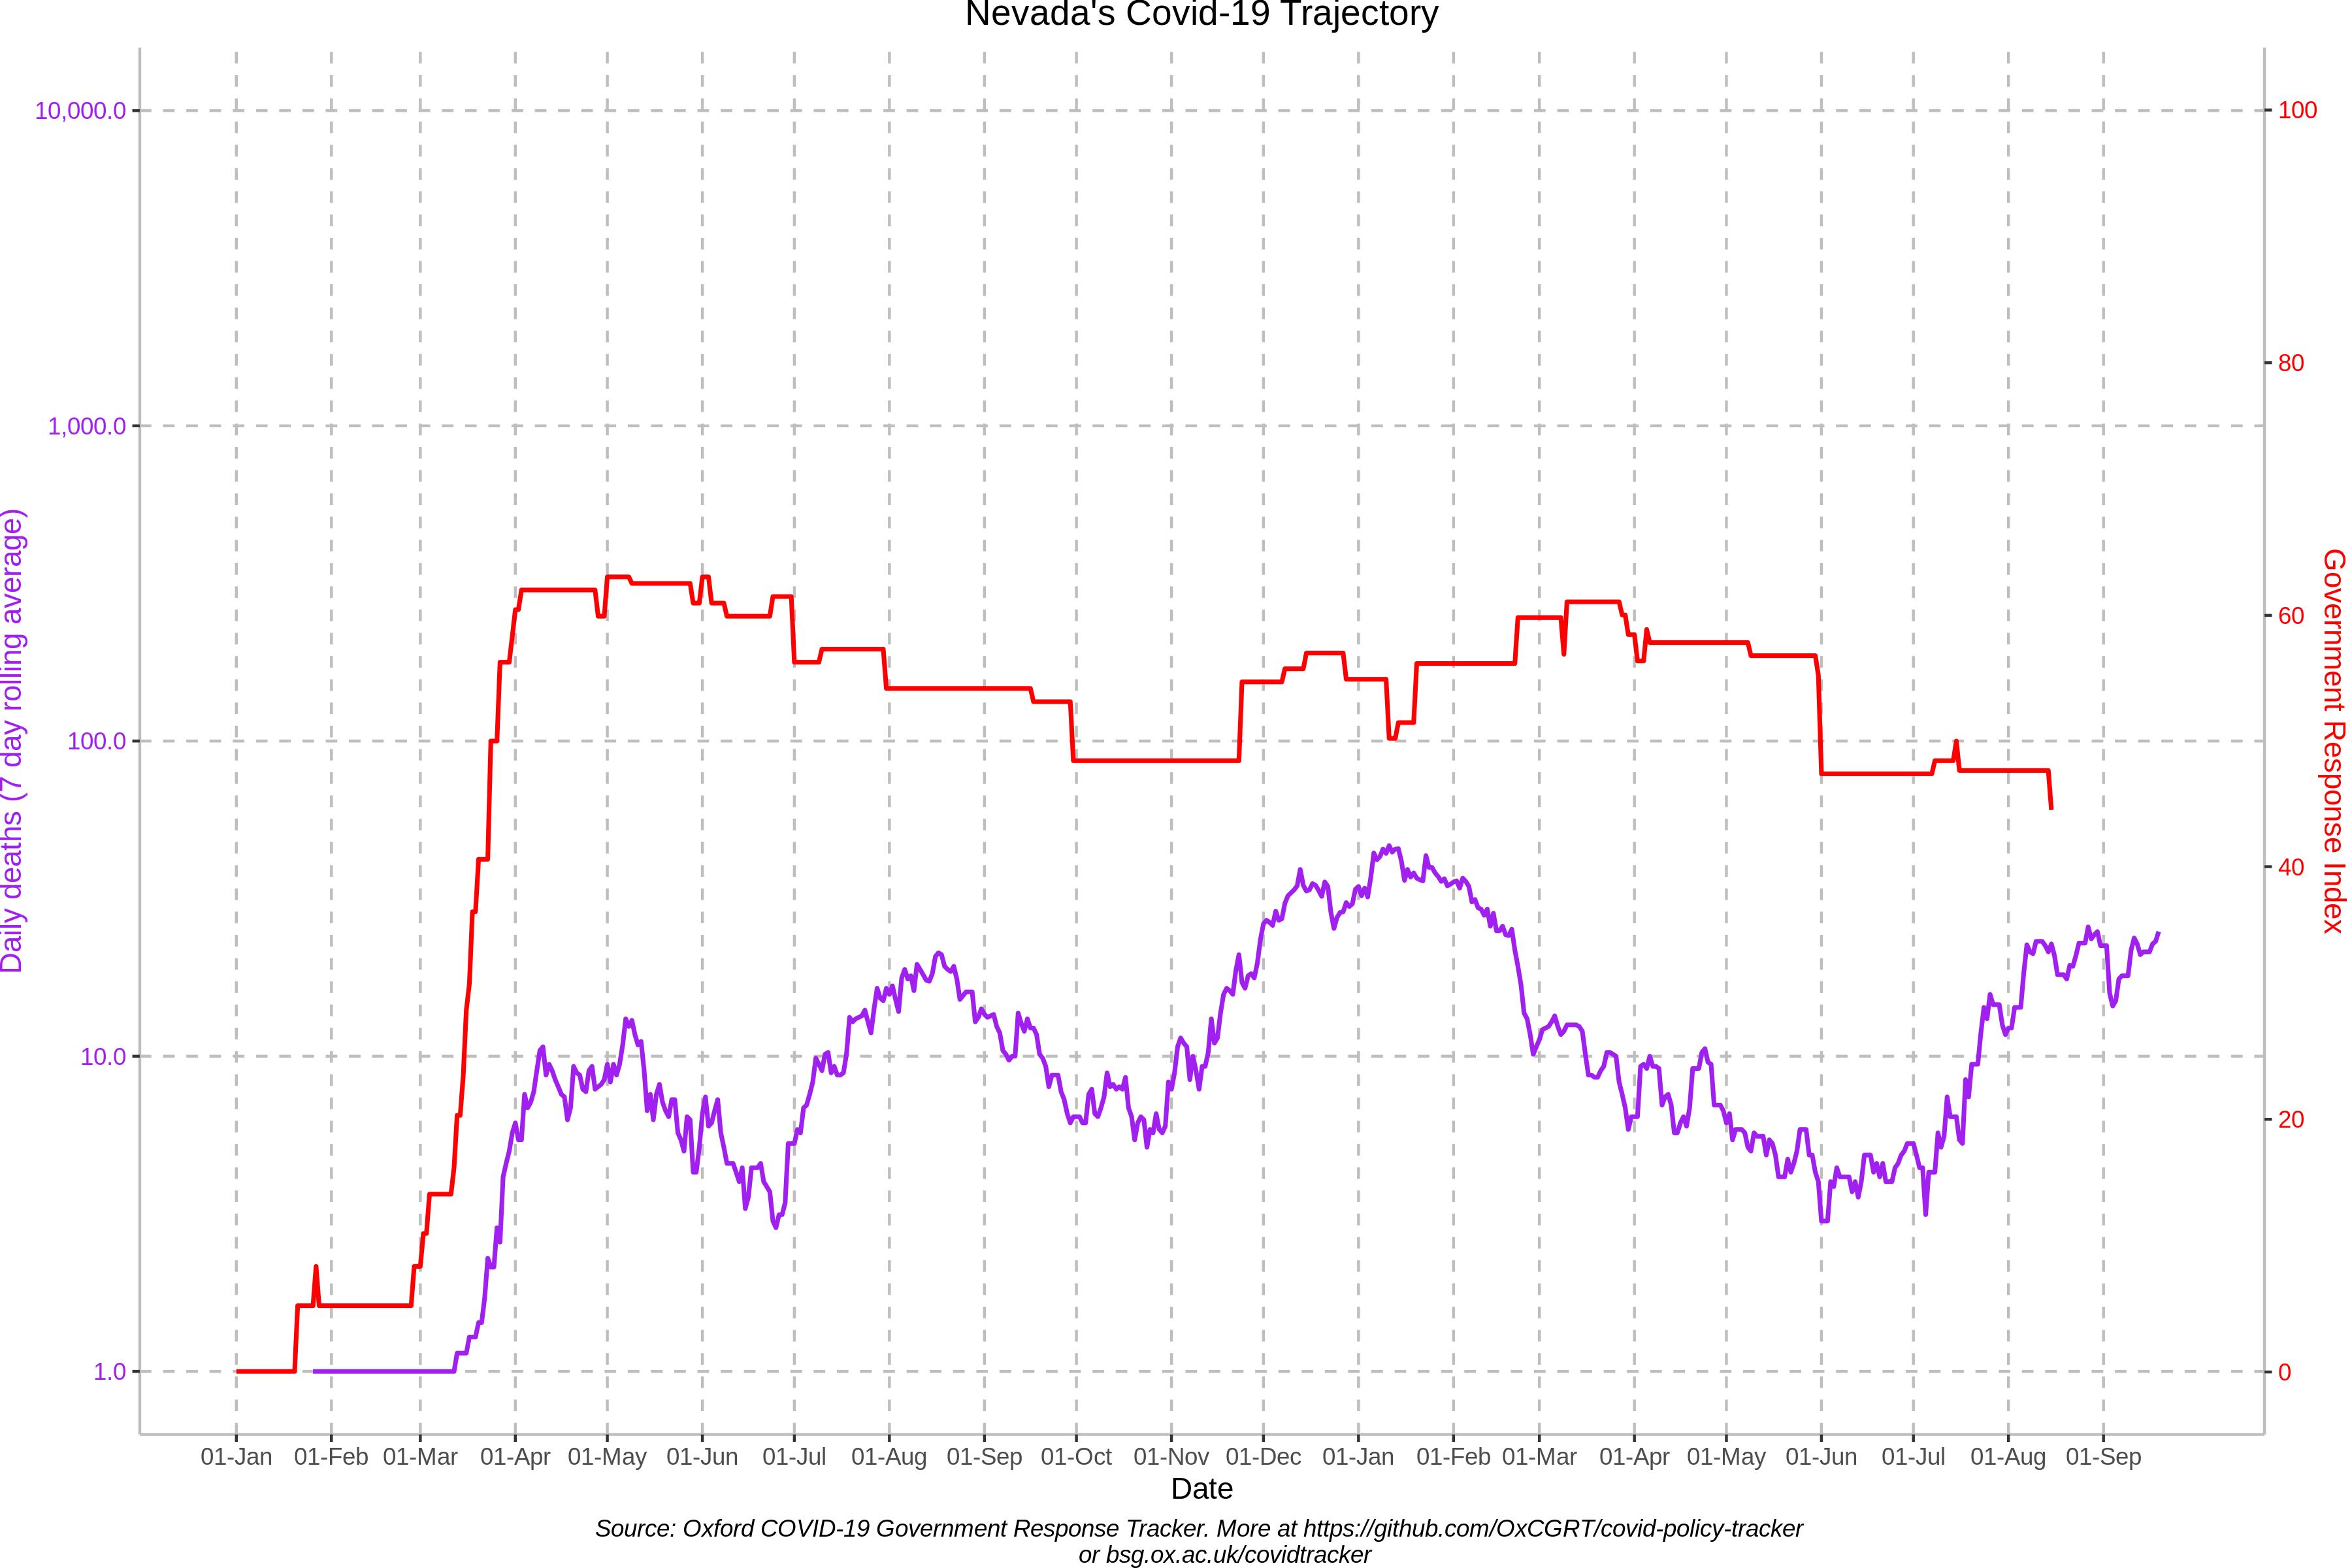 Nevada's Covid-19 Trajectory
10,000.0
1,000.0
100.0
10.0
1.0
Daily deaths (7 day rolling average)
100
80
60
40
20
0
Government Response Index
01-Jan 01-Feb 01-Mar 01-Apr 01-May 01-Jun 01-Jul 01-Aug 01-Sep 01-Oct 01-Nov 01-Dec 01-Jan 01-Feb 01-Mar 01-Apr 01-May 01-Jun 01-Jul 01-Aug 01-Sep
Date
Source: Oxford COVID-19 Government Response Tracker. More at https://github.com/OxCGRT/covid-policy-tracker
or bsg.ox.ac.uk/covidtracker